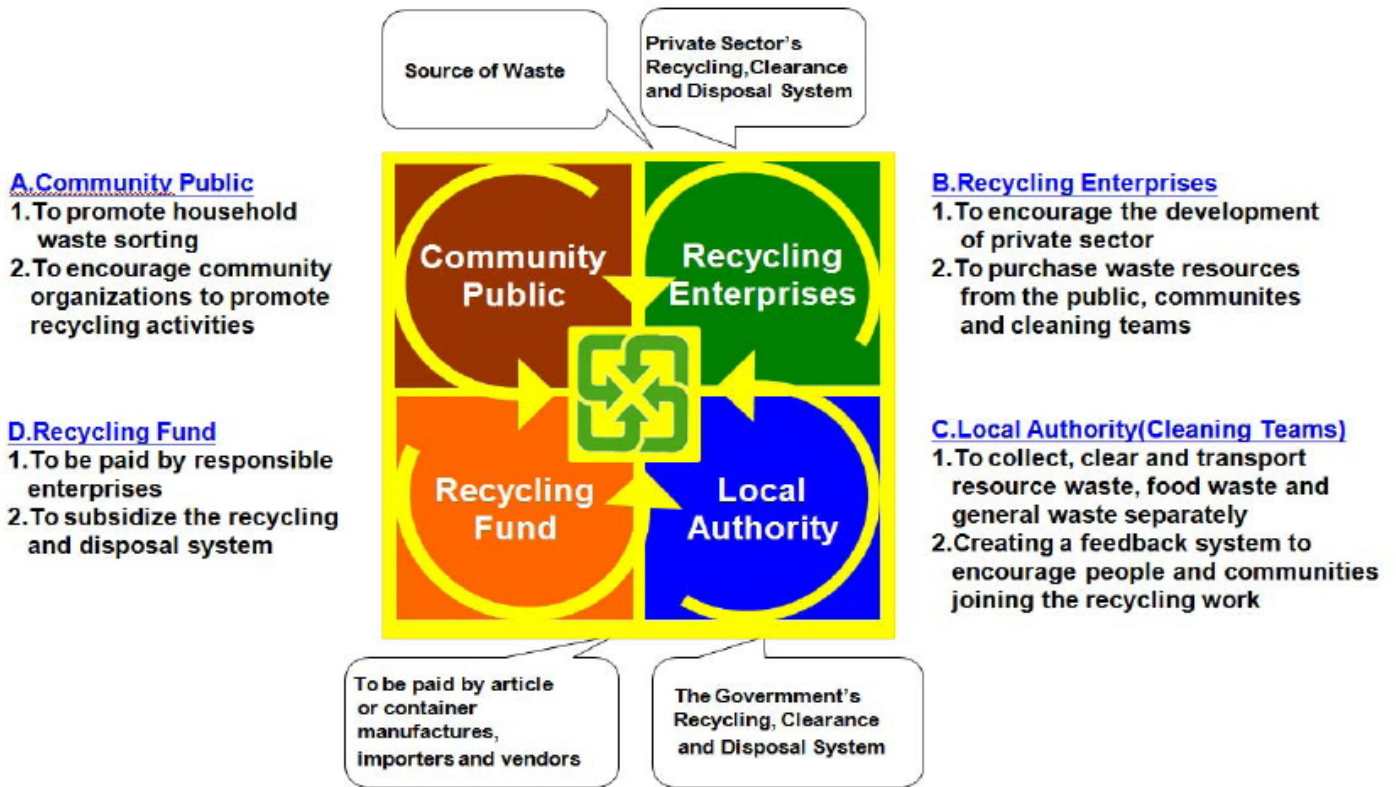 Source of Waste
Private Sector's
Recycling,Clearance
and Disposal System
A.Community Public
1.To promote household
waste sorting
2.To encourage community
organizations to promote
recycling activities
B.Recycling Enterprises
1.To encourage the development
of private sector
2.To purchase waste resources
from the public, communites
and cleaning teams
Community
Public
Recycling
Enterprises
D.Recycling Fund
1.To be paid by responsible
enterprises
2.To subsidize the recycling
and disposal system
Recycling
Fund
Local
Authority
C.Local Authority(Cleaning Teams)
1.To collect, clear and transport
resource waste, food waste and
general waste separately
2.Creating a feedback system to
encourage people and communities
joining the recycling work
To be paid by article
or container
manufactures,
importers and vendors
The Govermment's
Recycling, Clearance
and Disposal System